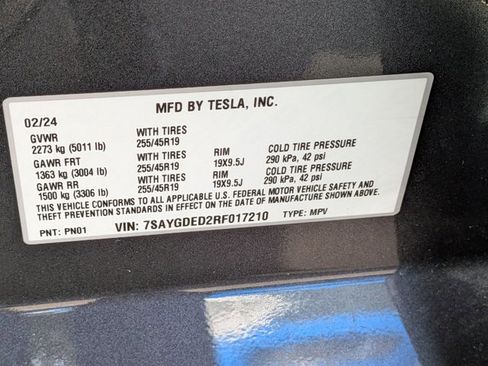 MFD BY TESLA, INC.
02/24
GVWR WITH TIRES
2273 kg (5011 lb) 255/45R19
GAWR FRT WITH TIRES RIM COLD TIRE PRESSURE
1363 kg (3004 lb) 255/45R19 19X9.5J 290 kPa, 42 psi
GAWR RR WITH TIRES RIM COLD TIRE PRESSURE
1500 kg (3306 lb) 255/45R19 19X9.5J 290 kPa, 42 psi
THIS VEHICLE CONFORMS TO ALL APPLICABLE U.S. FEDERAL MOTOR VEHICLE SAFETY AND
THEFT PREVENTION STANDARDS IN EFFECT ON THE DATE OF MANUFACTURE SHOWN ABOVE.
PNT: PN01 VIN: 7SAYGDED2RF017210 TYPE: MPV